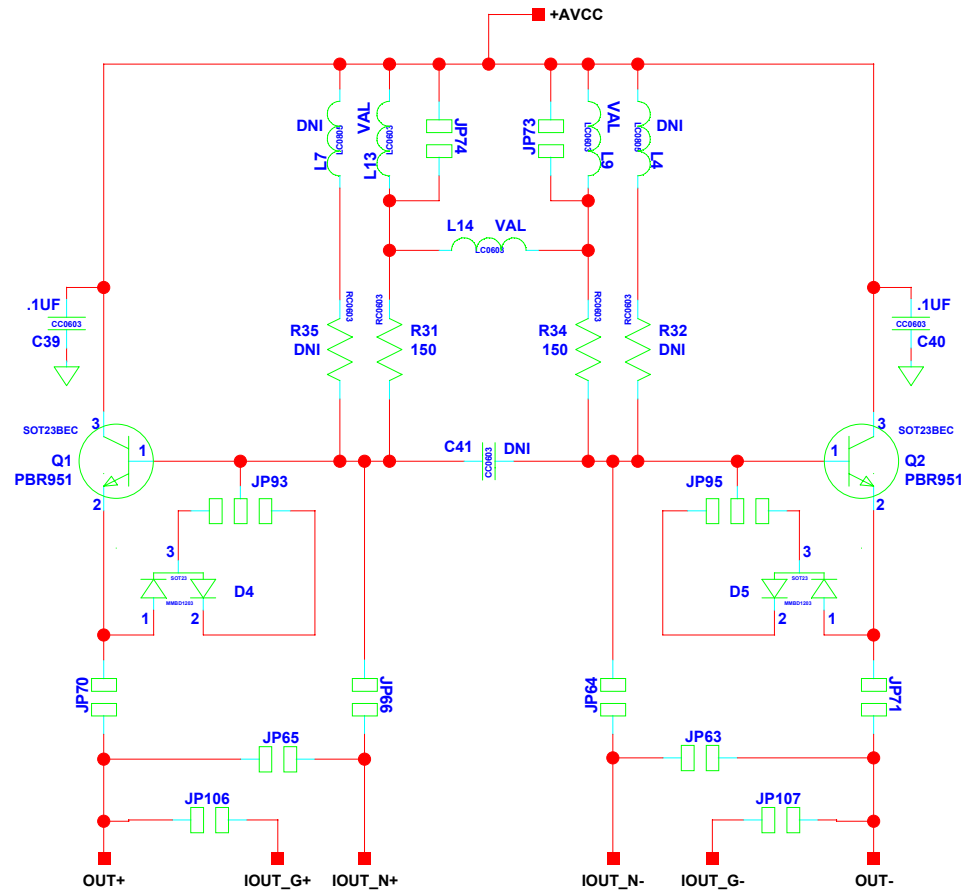 +AVCC
DNI
LC0805
L7
VAL
LC0603
L13
JP74
JP73
VAL
LC0603
L9
DNI
LC0805
L4
L14 VAL
LC0603
.1UF
CC0603
C39
R35
DNI
RC0603
R31
150
RC0603
R34
150
RC0603
R32
DNI
RC0603
.1UF
CC0603
C40
SOT23BEC
3
1
Q1
PBR951
2
C41 DNI
CC0603
SOT23BEC
3
1
Q2
PBR951
2
JP93
3
SOT23
D4
MMBD1203
1 2
JP95
3
SOT23
D5
MMBD1203
2 1
JP70
JP66
JP64
JP71
JP65
JP63
JP106
JP107
OUT+ IOUT_G+ IOUT_N+ IOUT_N- IOUT_G- OUT-